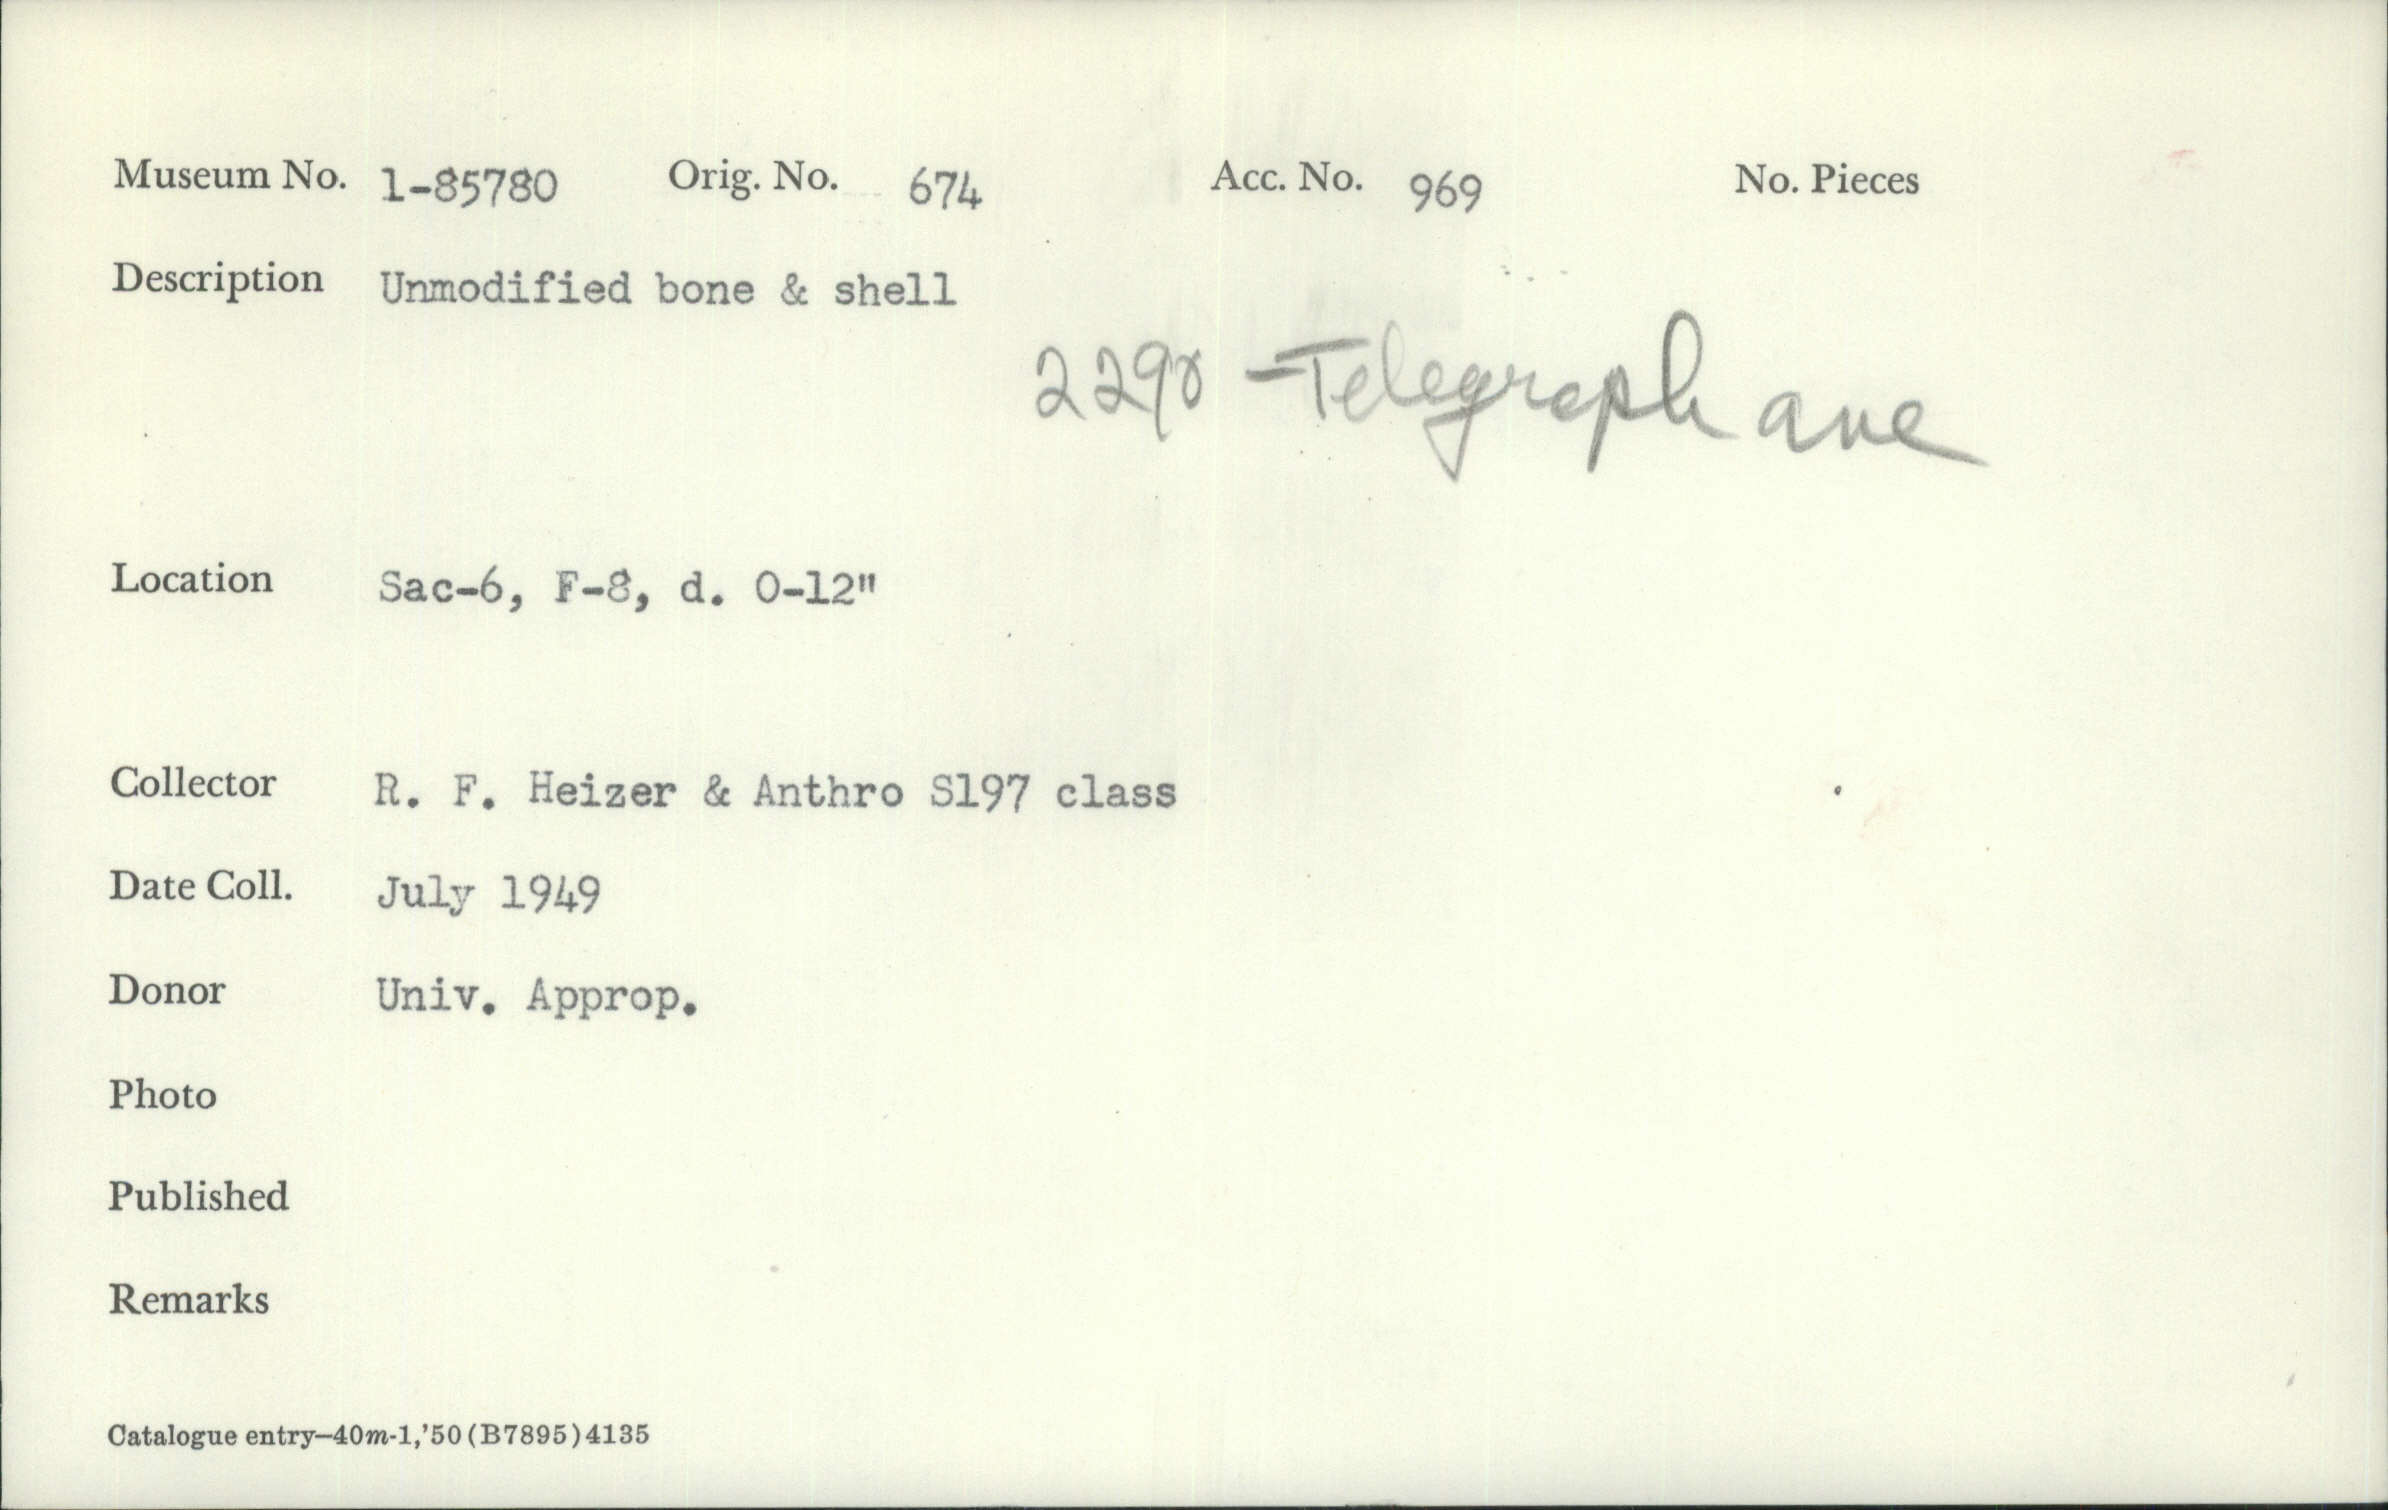 Museum No. 1-85780 Orig. No. 674 Acc. No. 969 No. Pieces
Description Unmodified bone & shell
2290 - Telegraph ave
Location Sac-6, F-8, d. 0-12"
Collector R. F. Heizer & Anthro S197 class
Date Coll. July 1949
Donor Univ. Approp.
Photo
Published
Remarks
Catalogue entry—40m-1,'50(B7895)4135